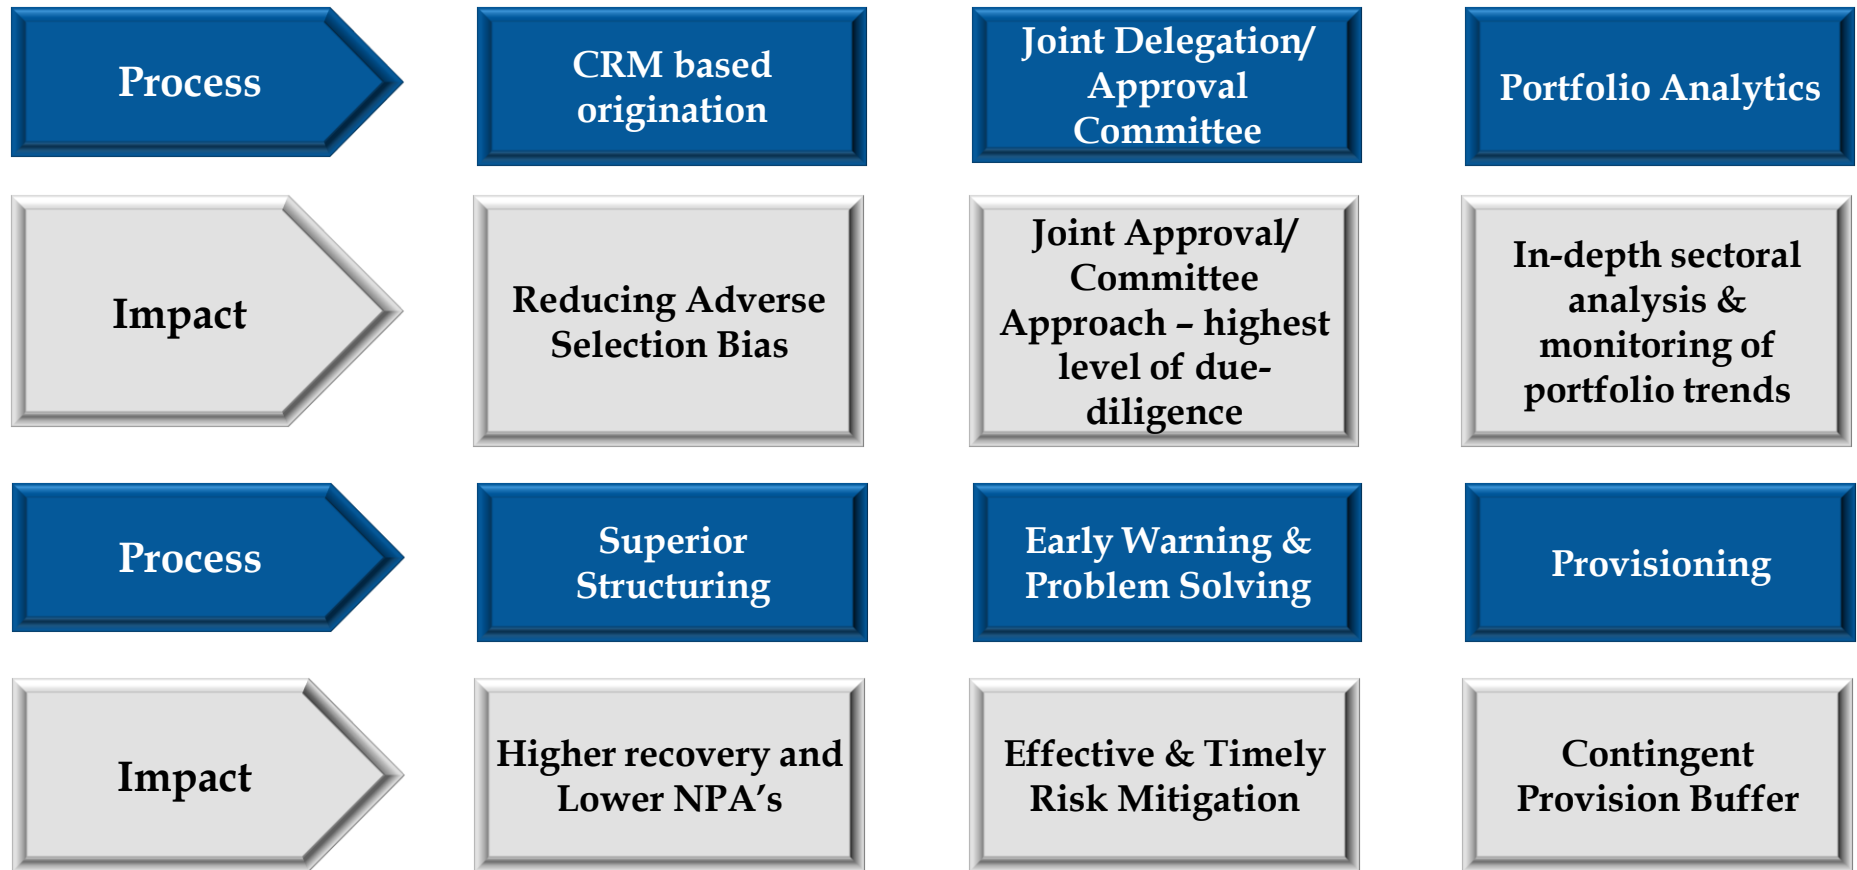 Process
CRM based
origination
Joint Delegation/
Approval
Committee
Portfolio Analytics
Impact
Reducing Adverse
Selection Bias
Joint Approval/
Committee
Approach – highest
level of due-
diligence
In-depth sectoral
analysis &
monitoring of
portfolio trends
Process
Superior
Structuring
Early Warning &
Problem Solving
Provisioning
Impact
Higher recovery and
Lower NPA’s
Effective & Timely
Risk Mitigation
Contingent
Provision Buffer